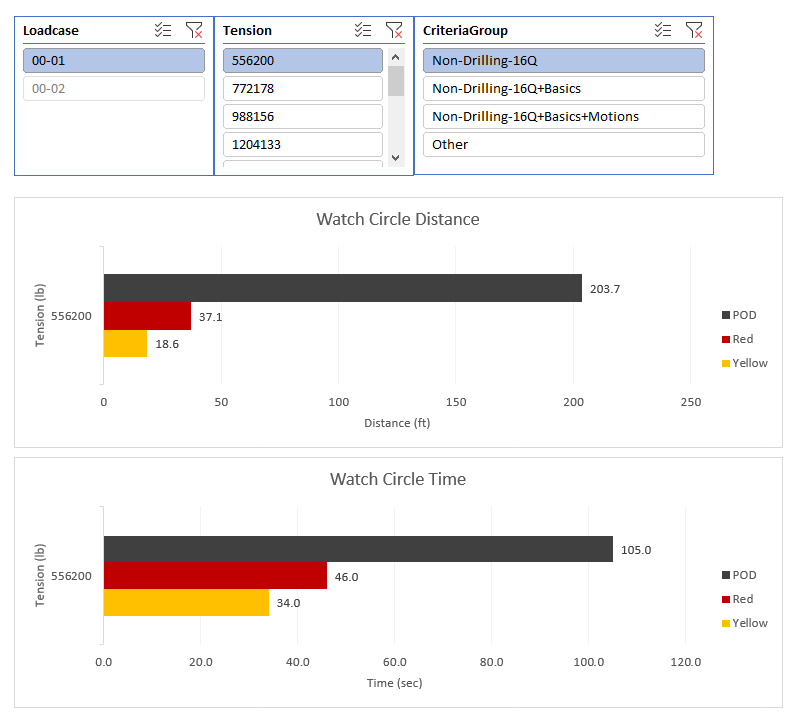 Loadcase
00-01
00-02
Tension
556200
772178
988156
1204133
CriteriaGroup
Non-Drilling-16Q
Non-Drilling-16Q+Basics
Non-Drilling-16Q+Basics+Motions
Other
Watch Circle Distance
Tension (lb)
556200
203.7
37.1
18.6
0 50 100 150 200 250
Distance (ft)
POD
Red
Yellow
Watch Circle Time
Tension (lb)
556200
105.0
46.0
34.0
0.0 20.0 40.0 60.0 80.0 100.0 120.0
Time (sec)
POD
Red
Yellow